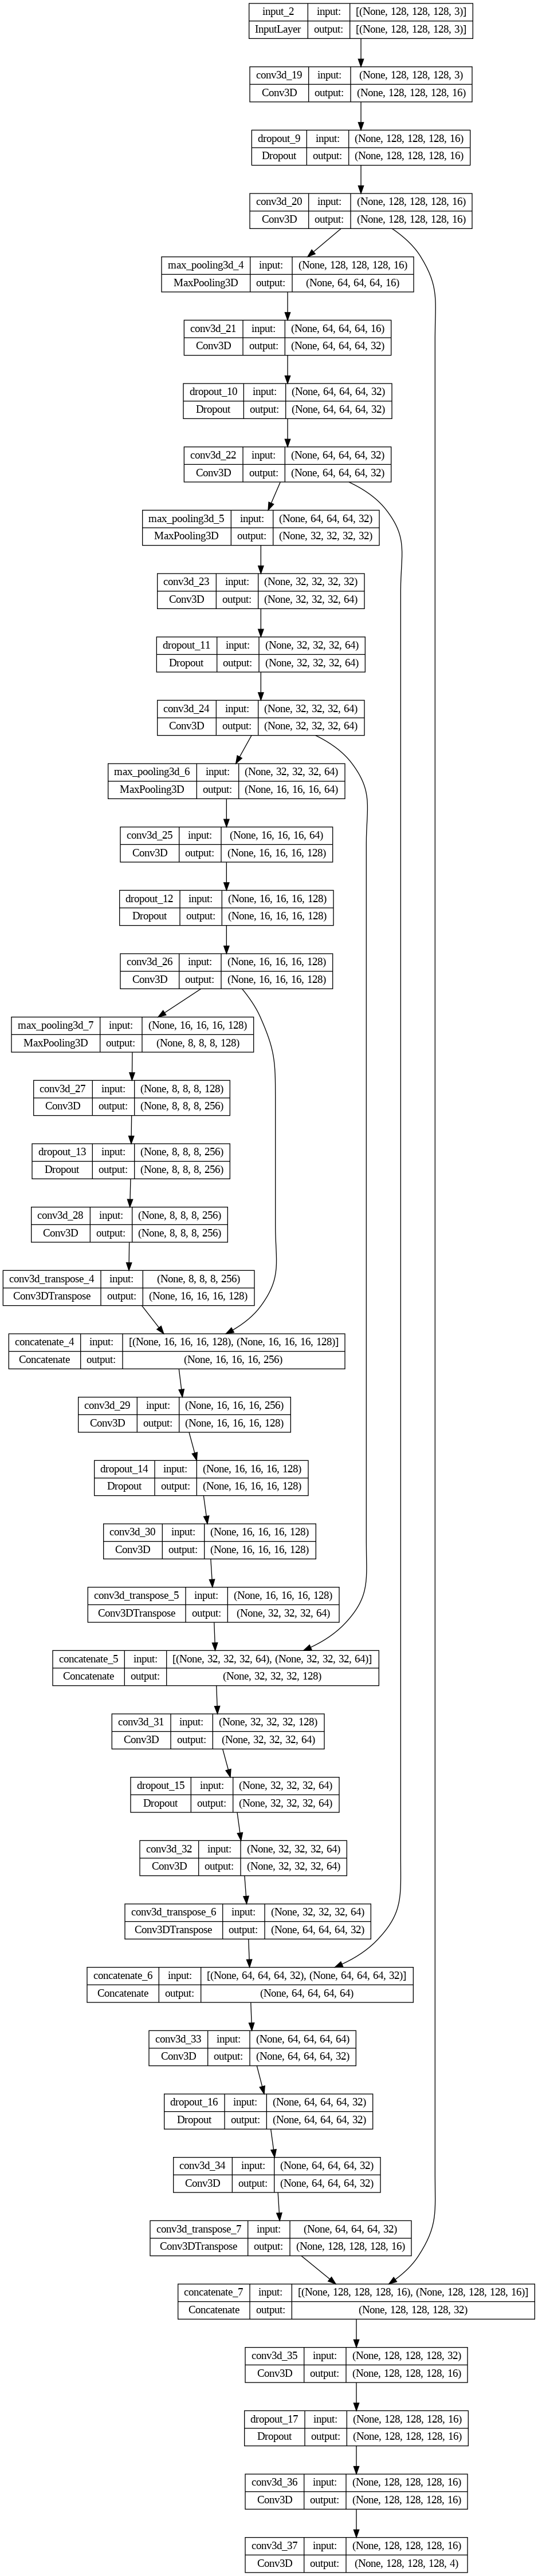 input_2 input: [(None, 128, 128, 128, 3)]
InputLayer output: [(None, 128, 128, 128, 3)]
conv3d_19 input: (None, 128, 128, 128, 3)
Conv3D output: (None, 128, 128, 128, 16)
dropout_9 input: (None, 128, 128, 128, 16)
Dropout output: (None, 128, 128, 128, 16)
conv3d_20 input: (None, 128, 128, 128, 16)
Conv3D output: (None, 128, 128, 128, 16)
max_pooling3d_4 input: (None, 128, 128, 128, 16)
MaxPooling3D output: (None, 64, 64, 64, 16)
conv3d_21 input: (None, 64, 64, 64, 16)
Conv3D output: (None, 64, 64, 64, 32)
dropout_10 input: (None, 64, 64, 64, 32)
Dropout output: (None, 64, 64, 64, 32)
conv3d_22 input: (None, 64, 64, 64, 32)
Conv3D output: (None, 64, 64, 64, 32)
max_pooling3d_5 input: (None, 64, 64, 64, 32)
MaxPooling3D output: (None, 32, 32, 32, 32)
conv3d_23 input: (None, 32, 32, 32, 32)
Conv3D output: (None, 32, 32, 32, 64)
dropout_11 input: (None, 32, 32, 32, 64)
Dropout output: (None, 32, 32, 32, 64)
conv3d_24 input: (None, 32, 32, 32, 64)
Conv3D output: (None, 32, 32, 32, 64)
max_pooling3d_6 input: (None, 32, 32, 32, 64)
MaxPooling3D output: (None, 16, 16, 16, 64)
conv3d_25 input: (None, 16, 16, 16, 64)
Conv3D output: (None, 16, 16, 16, 128)
dropout_12 input: (None, 16, 16, 16, 128)
Dropout output: (None, 16, 16, 16, 128)
conv3d_26 input: (None, 16, 16, 16, 128)
Conv3D output: (None, 16, 16, 16, 128)
max_pooling3d_7 input: (None, 16, 16, 16, 128)
MaxPooling3D output: (None, 8, 8, 8, 128)
conv3d_27 input: (None, 8, 8, 8, 128)
Conv3D output: (None, 8, 8, 8, 256)
dropout_13 input: (None, 8, 8, 8, 256)
Dropout output: (None, 8, 8, 8, 256)
conv3d_28 input: (None, 8, 8, 8, 256)
Conv3D output: (None, 8, 8, 8, 256)
conv3d_transpose_4 input: (None, 8, 8, 8, 256)
Conv3DTranspose output: (None, 16, 16, 16, 128)
concatenate_4 input: [(None, 16, 16, 16, 128), (None, 16, 16, 16, 128)]
Concatenate output: (None, 16, 16, 16, 256)
conv3d_29 input: (None, 16, 16, 16, 256)
Conv3D output: (None, 16, 16, 16, 128)
dropout_14 input: (None, 16, 16, 16, 128)
Dropout output: (None, 16, 16, 16, 128)
conv3d_30 input: (None, 16, 16, 16, 128)
Conv3D output: (None, 16, 16, 16, 128)
conv3d_transpose_5 input: (None, 16, 16, 16, 128)
Conv3DTranspose output: (None, 32, 32, 32, 64)
concatenate_5 input: [(None, 32, 32, 32, 64), (None, 32, 32, 32, 64)]
Concatenate output: (None, 32, 32, 32, 128)
conv3d_31 input: (None, 32, 32, 32, 128)
Conv3D output: (None, 32, 32, 32, 64)
dropout_15 input: (None, 32, 32, 32, 64)
Dropout output: (None, 32, 32, 32, 64)
conv3d_32 input: (None, 32, 32, 32, 64)
Conv3D output: (None, 32, 32, 32, 64)
conv3d_transpose_6 input: (None, 32, 32, 32, 64)
Conv3DTranspose output: (None, 64, 64, 64, 32)
concatenate_6 input: [(None, 64, 64, 64, 32), (None, 64, 64, 64, 32)]
Concatenate output: (None, 64, 64, 64, 64)
conv3d_33 input: (None, 64, 64, 64, 64)
Conv3D output: (None, 64, 64, 64, 32)
dropout_16 input: (None, 64, 64, 64, 32)
Dropout output: (None, 64, 64, 64, 32)
conv3d_34 input: (None, 64, 64, 64, 32)
Conv3D output: (None, 64, 64, 64, 32)
conv3d_transpose_7 input: (None, 64, 64, 64, 32)
Conv3DTranspose output: (None, 128, 128, 128, 16)
concatenate_7 input: [(None, 128, 128, 128, 16), (None, 128, 128, 128, 16)]
Concatenate output: (None, 128, 128, 128, 32)
conv3d_35 input: (None, 128, 128, 128, 32)
Conv3D output: (None, 128, 128, 128, 16)
dropout_17 input: (None, 128, 128, 128, 16)
Dropout output: (None, 128, 128, 128, 16)
conv3d_36 input: (None, 128, 128, 128, 16)
Conv3D output: (None, 128, 128, 128, 16)
conv3d_37 input: (None, 128, 128, 128, 16)
Conv3D output: (None, 128, 128, 128, 4)